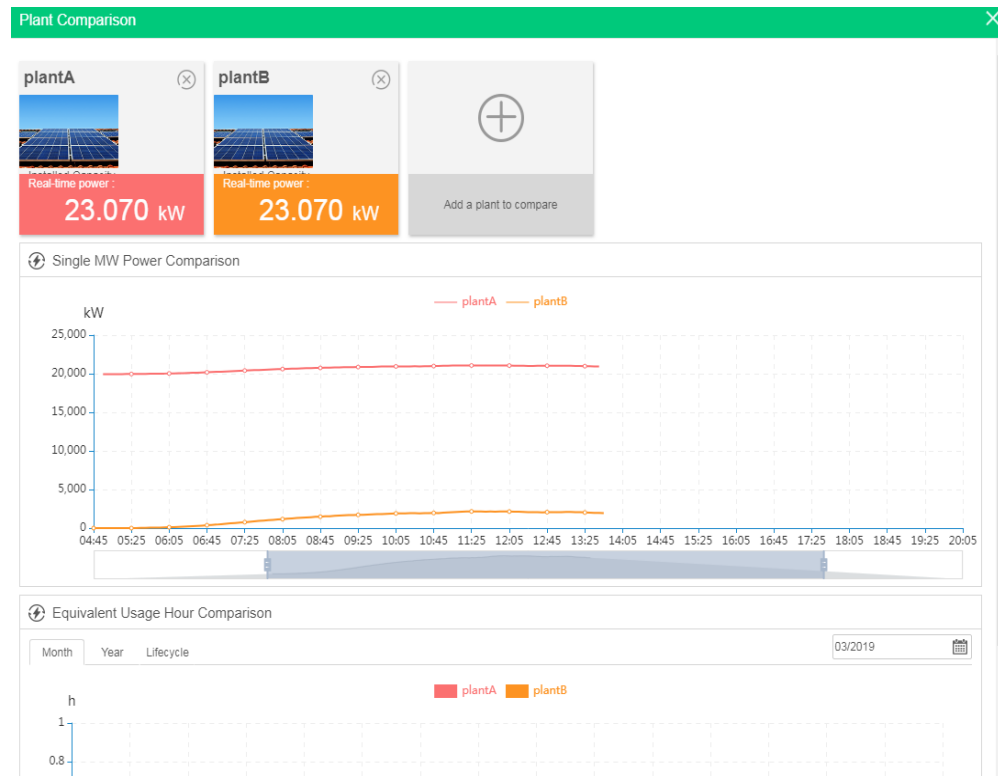 Plant Comparison
plantA plantB
Installed Capacity Installed Capacity
Real-time power : Real-time power :
23.070 kW 23.070 kW
Add a plant to compare
Single MW Power Comparison
plantA plantB
kW
25,000
20,000
15,000
10,000
5,000
0
04:45 05:25 06:05 06:45 07:25 08:05 08:45 09:25 10:05 10:45 11:25 12:05 12:45 13:25 14:05 14:45 15:25 16:05 16:45 17:25 18:05 18:45 19:25 20:05
Equivalent Usage Hour Comparison
Month Year Lifecycle
03/2019
plantA plantB
h
1
0.8